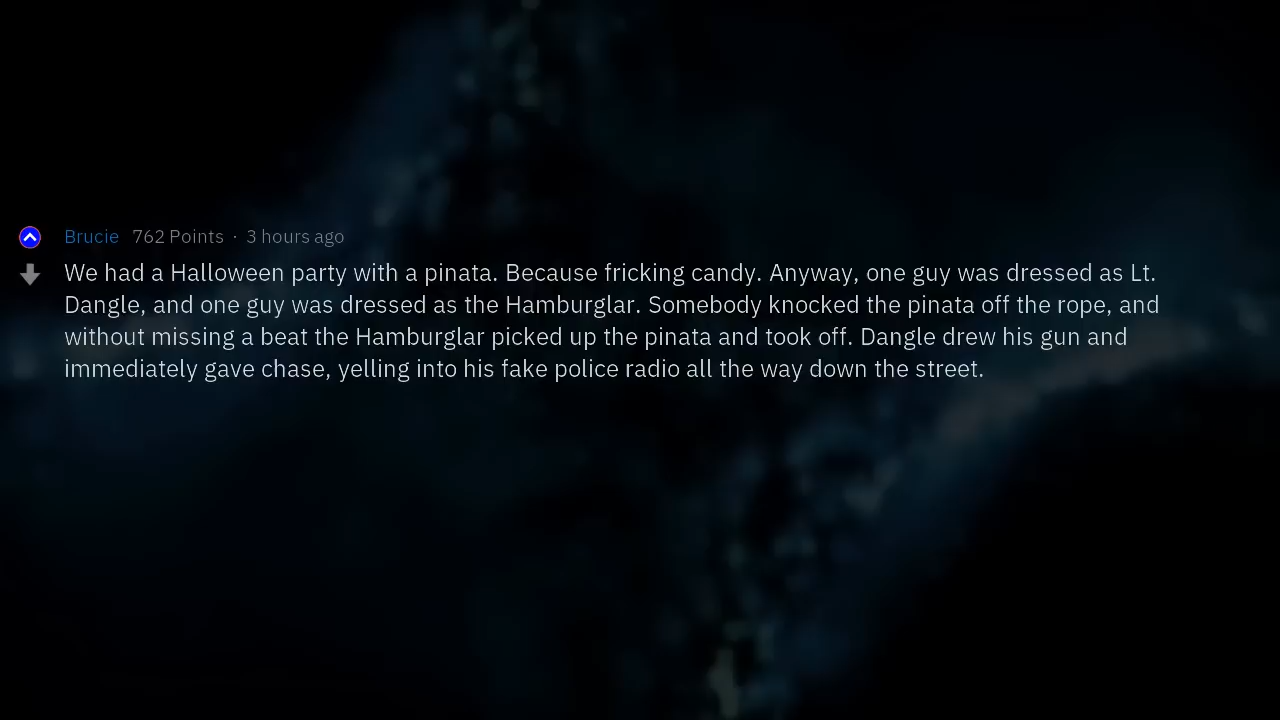 Brucie 762 Points · 3 hours ago
We had a Halloween party with a pinata. Because fricking candy. Anyway, one guy was dressed as Lt.
Dangle, and one guy was dressed as the Hamburglar. Somebody knocked the pinata off the rope, and
without missing a beat the Hamburglar picked up the pinata and took off. Dangle drew his gun and
immediately gave chase, yelling into his fake police radio all the way down the street.